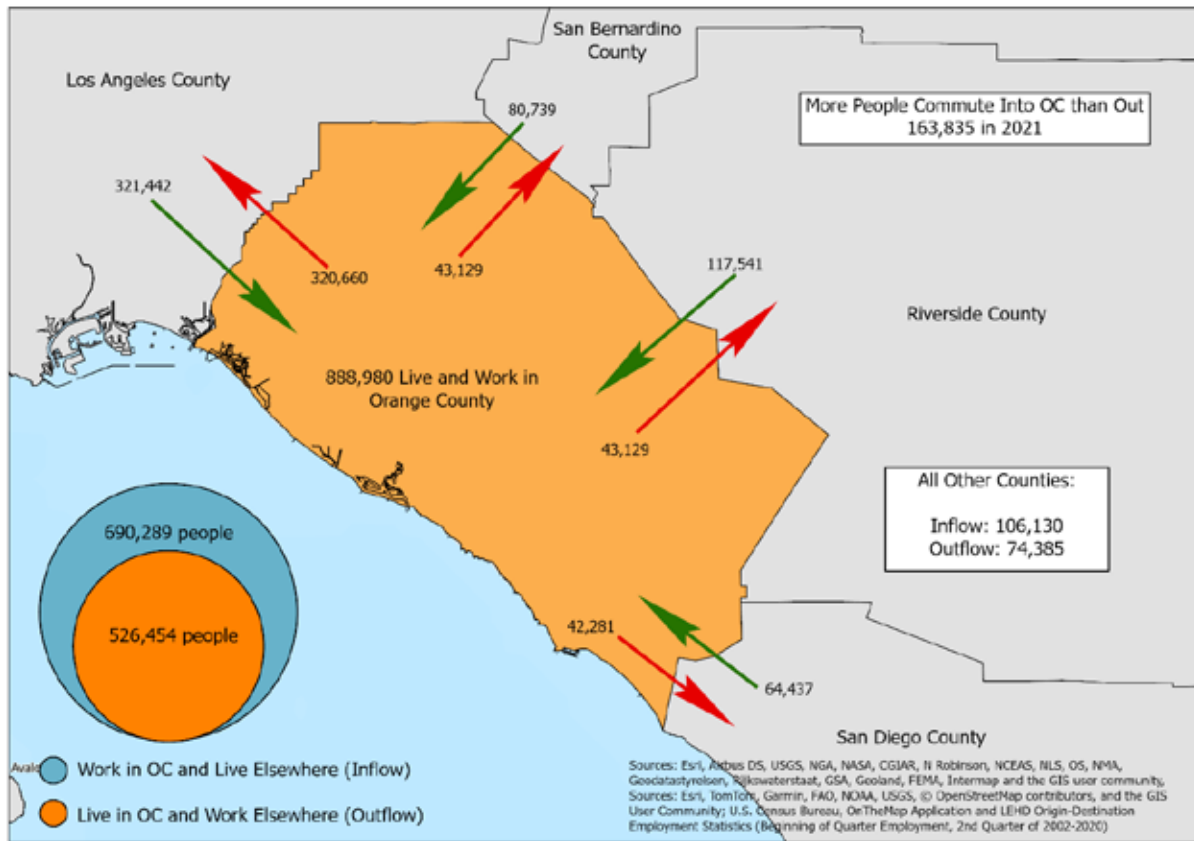 San Bernardino
County
Los Angeles County
80,739
More People Commute Into OC than Out
163,835 in 2021
321,442
320,660
43,129
117,541
Riverside County
888,980 Live and Work in
Orange County
43,129
All Other Counties:
Inflow: 106,130
Outflow: 74,385
690,289 people
526,454 people
42,281
64,437
San Diego County
Avalo
Work in OC and Live Elsewhere (Inflow)
Live in OC and Work Elsewhere (Outflow)
Sources: Esri, Airbus DS, USGS, NGA, NASA, CGIAR, N Robinson, NCEAS, NLS, OS, NMA,
Geodatastyrelsen, Rijkswaterstaat, GSA, Geoland, FEMA, Intermap and the GIS user community,
Sources: Esri, TomTom, Garmin, FAO, NOAA, USGS, © OpenStreetMap contributors, and the GIS
User Community; U.S. Census Bureau, OnTheMap Application and LEHD Origin-Destination
Employment Statistics (Beginning of Quarter Employment, 2nd Quarter of 2002-2020)